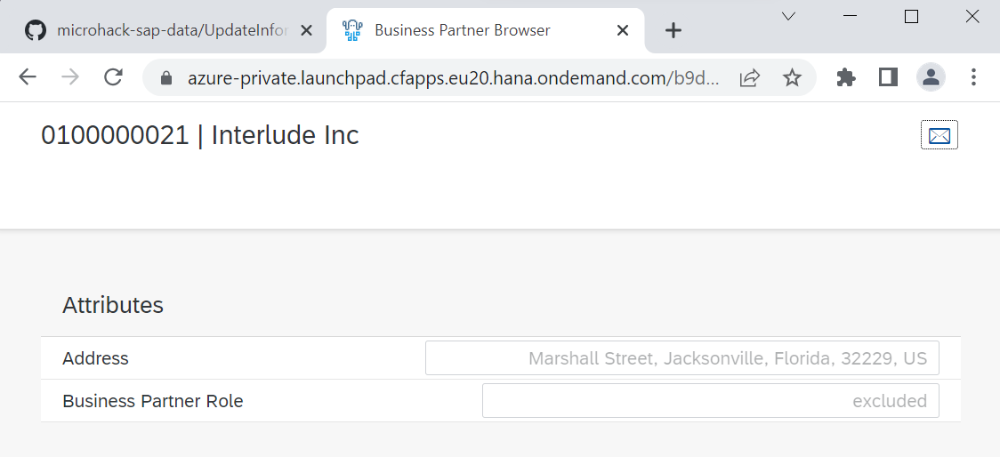 microhack-sap-data/UpdateInfor
Business Partner Browser
azure-private.launchpad.cfapps.eu20.hana.ondemand.com/b9d...
0100000021 | Interlude Inc
Attributes
Address Marshall Street, Jacksonville, Florida, 32229, US
Business Partner Role excluded